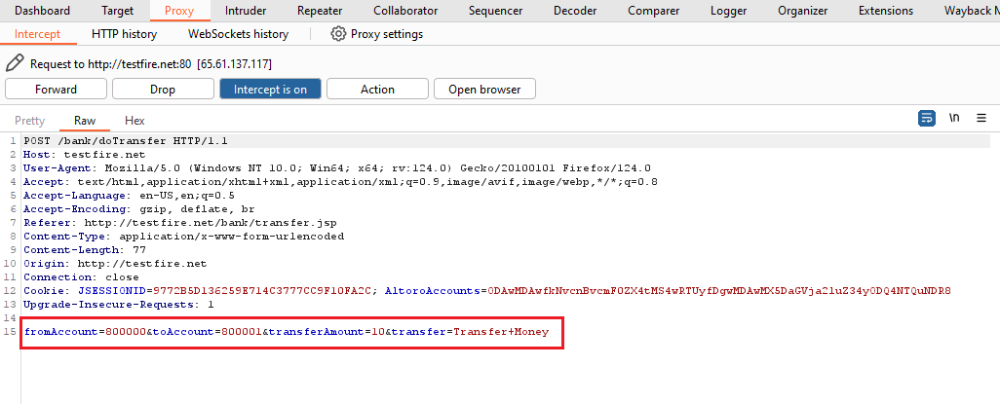 Dashboard Target Proxy Intruder Repeater Collaborator Sequencer Decoder Comparer Logger Organizer Extensions Wayback M
Intercept HTTP history WebSockets history Proxy settings
Request to http://testfire.net:80 [65.61.137.117]
Forward Drop Intercept is on Action Open browser
Pretty Raw Hex \n
1 POST /bank/doTransfer HTTP/1.1
2 Host: testfire.net
3 User-Agent: Mozilla/5.0 (Windows NT 10.0; Win64; x64; rv:124.0) Gecko/20100101 Firefox/124.0
4 Accept: text/html,application/xhtml+xml,application/xml;q=0.9,image/avif,image/webp,*/*;q=0.8
5 Accept-Language: en-US,en;q=0.5
6 Accept-Encoding: gzip, deflate, br
7 Referer: http://testfire.net/bank/transfer.jsp
8 Content-Type: application/x-www-form-urlencoded
9 Content-Length: 77
10 Origin: http://testfire.net
11 Connection: close
12 Cookie: JSESSIONID=9772B5D136259E714C3777CC9F10FA2C; AltoroAccounts=ODAwMDAwfkNvcnBvcmF0ZX4tMS4wRTUyfDgwMDAwMX5DaGVja2luZ34yODQ4NTQuNDR8
13 Upgrade-Insecure-Requests: 1
14
15 fromAccount=800000&toAccount=800001&transferAmount=10&transfer=Transfer+Money